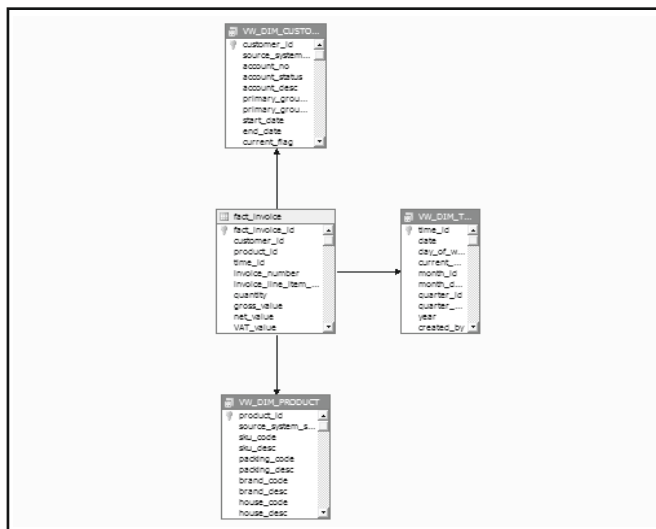 VW_DIM_CUSTO...
customer_id
source_system...
account_no
account_status
account_desc
primary_grou...
primary_grou...
start_date
end_date
current_flag
fact_invoice
fact_invoice_id
customer_id
product_id
time_id
invoice_number
invoice_line_item_...
quantity
gross_value
net_value
VAT_value
VW_DIM_T...
time_id
date
day_of_w...
current_...
month_id
month_d...
quarter_id
quarter_...
year
created_by
VW_DIM_PRODUCT
product_id
source_system_s...
sku_code
sku_desc
packing_code
packing_desc
brand_code
brand_desc
house_code
house_desc